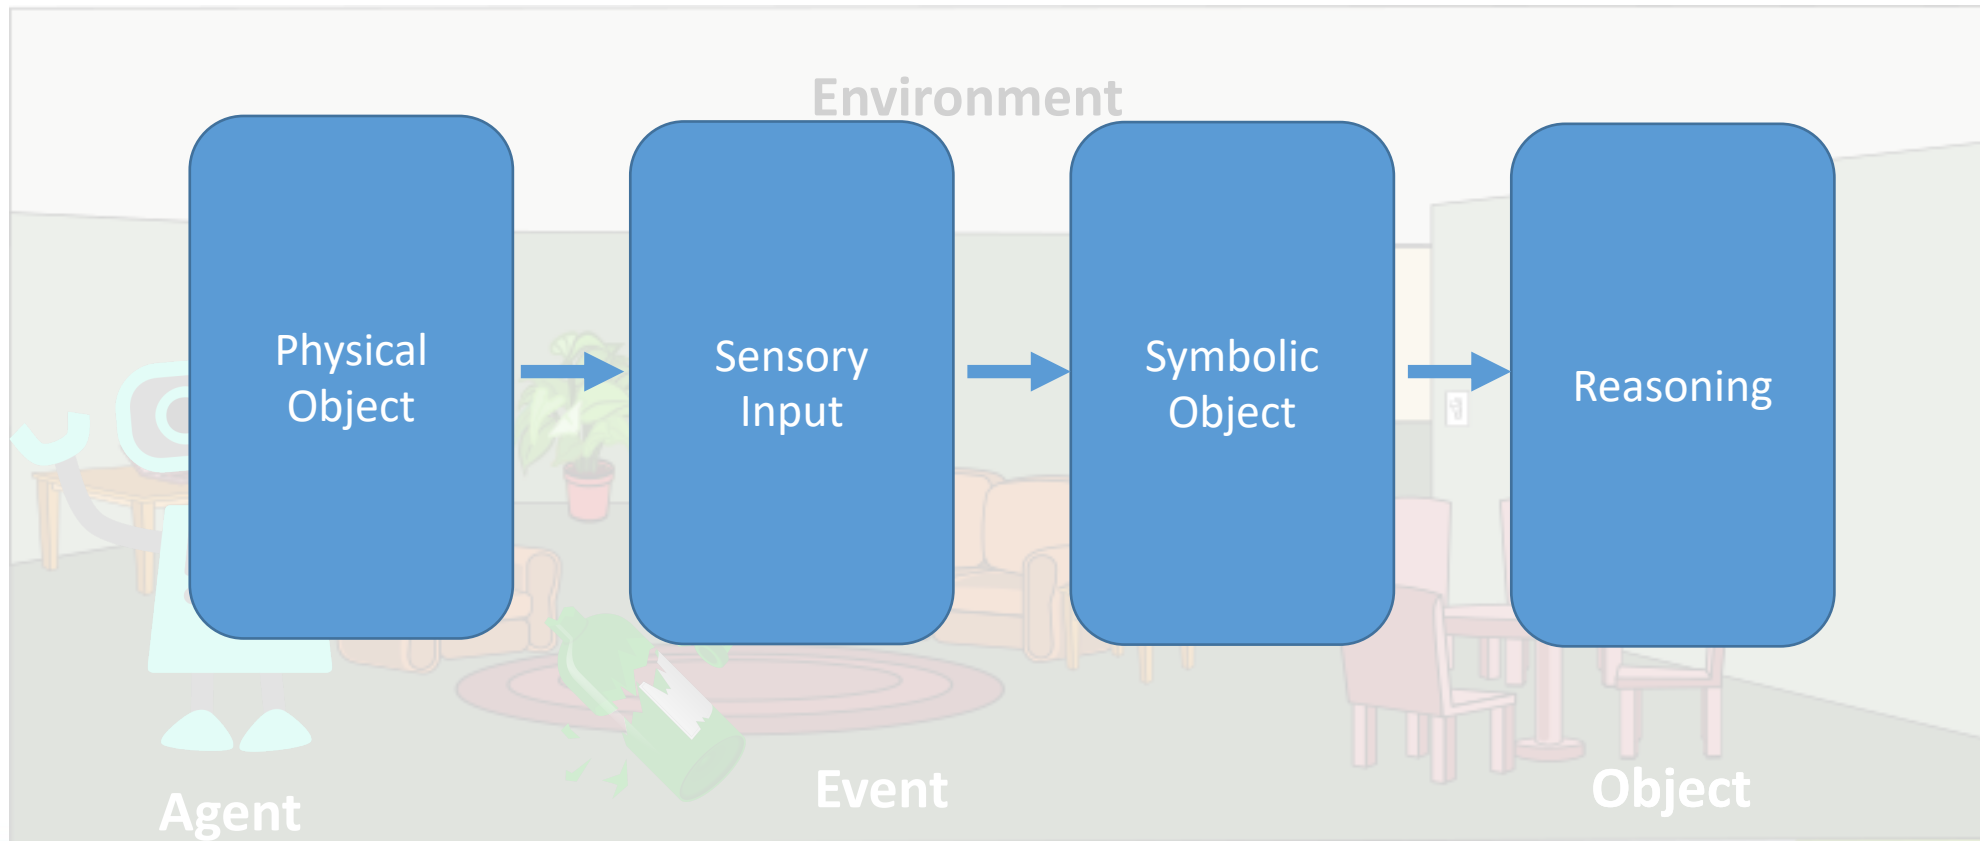 Environment
Physical
Object
Sensory
Input
Symbolic
Object
Reasoning
Agent
Event
Object